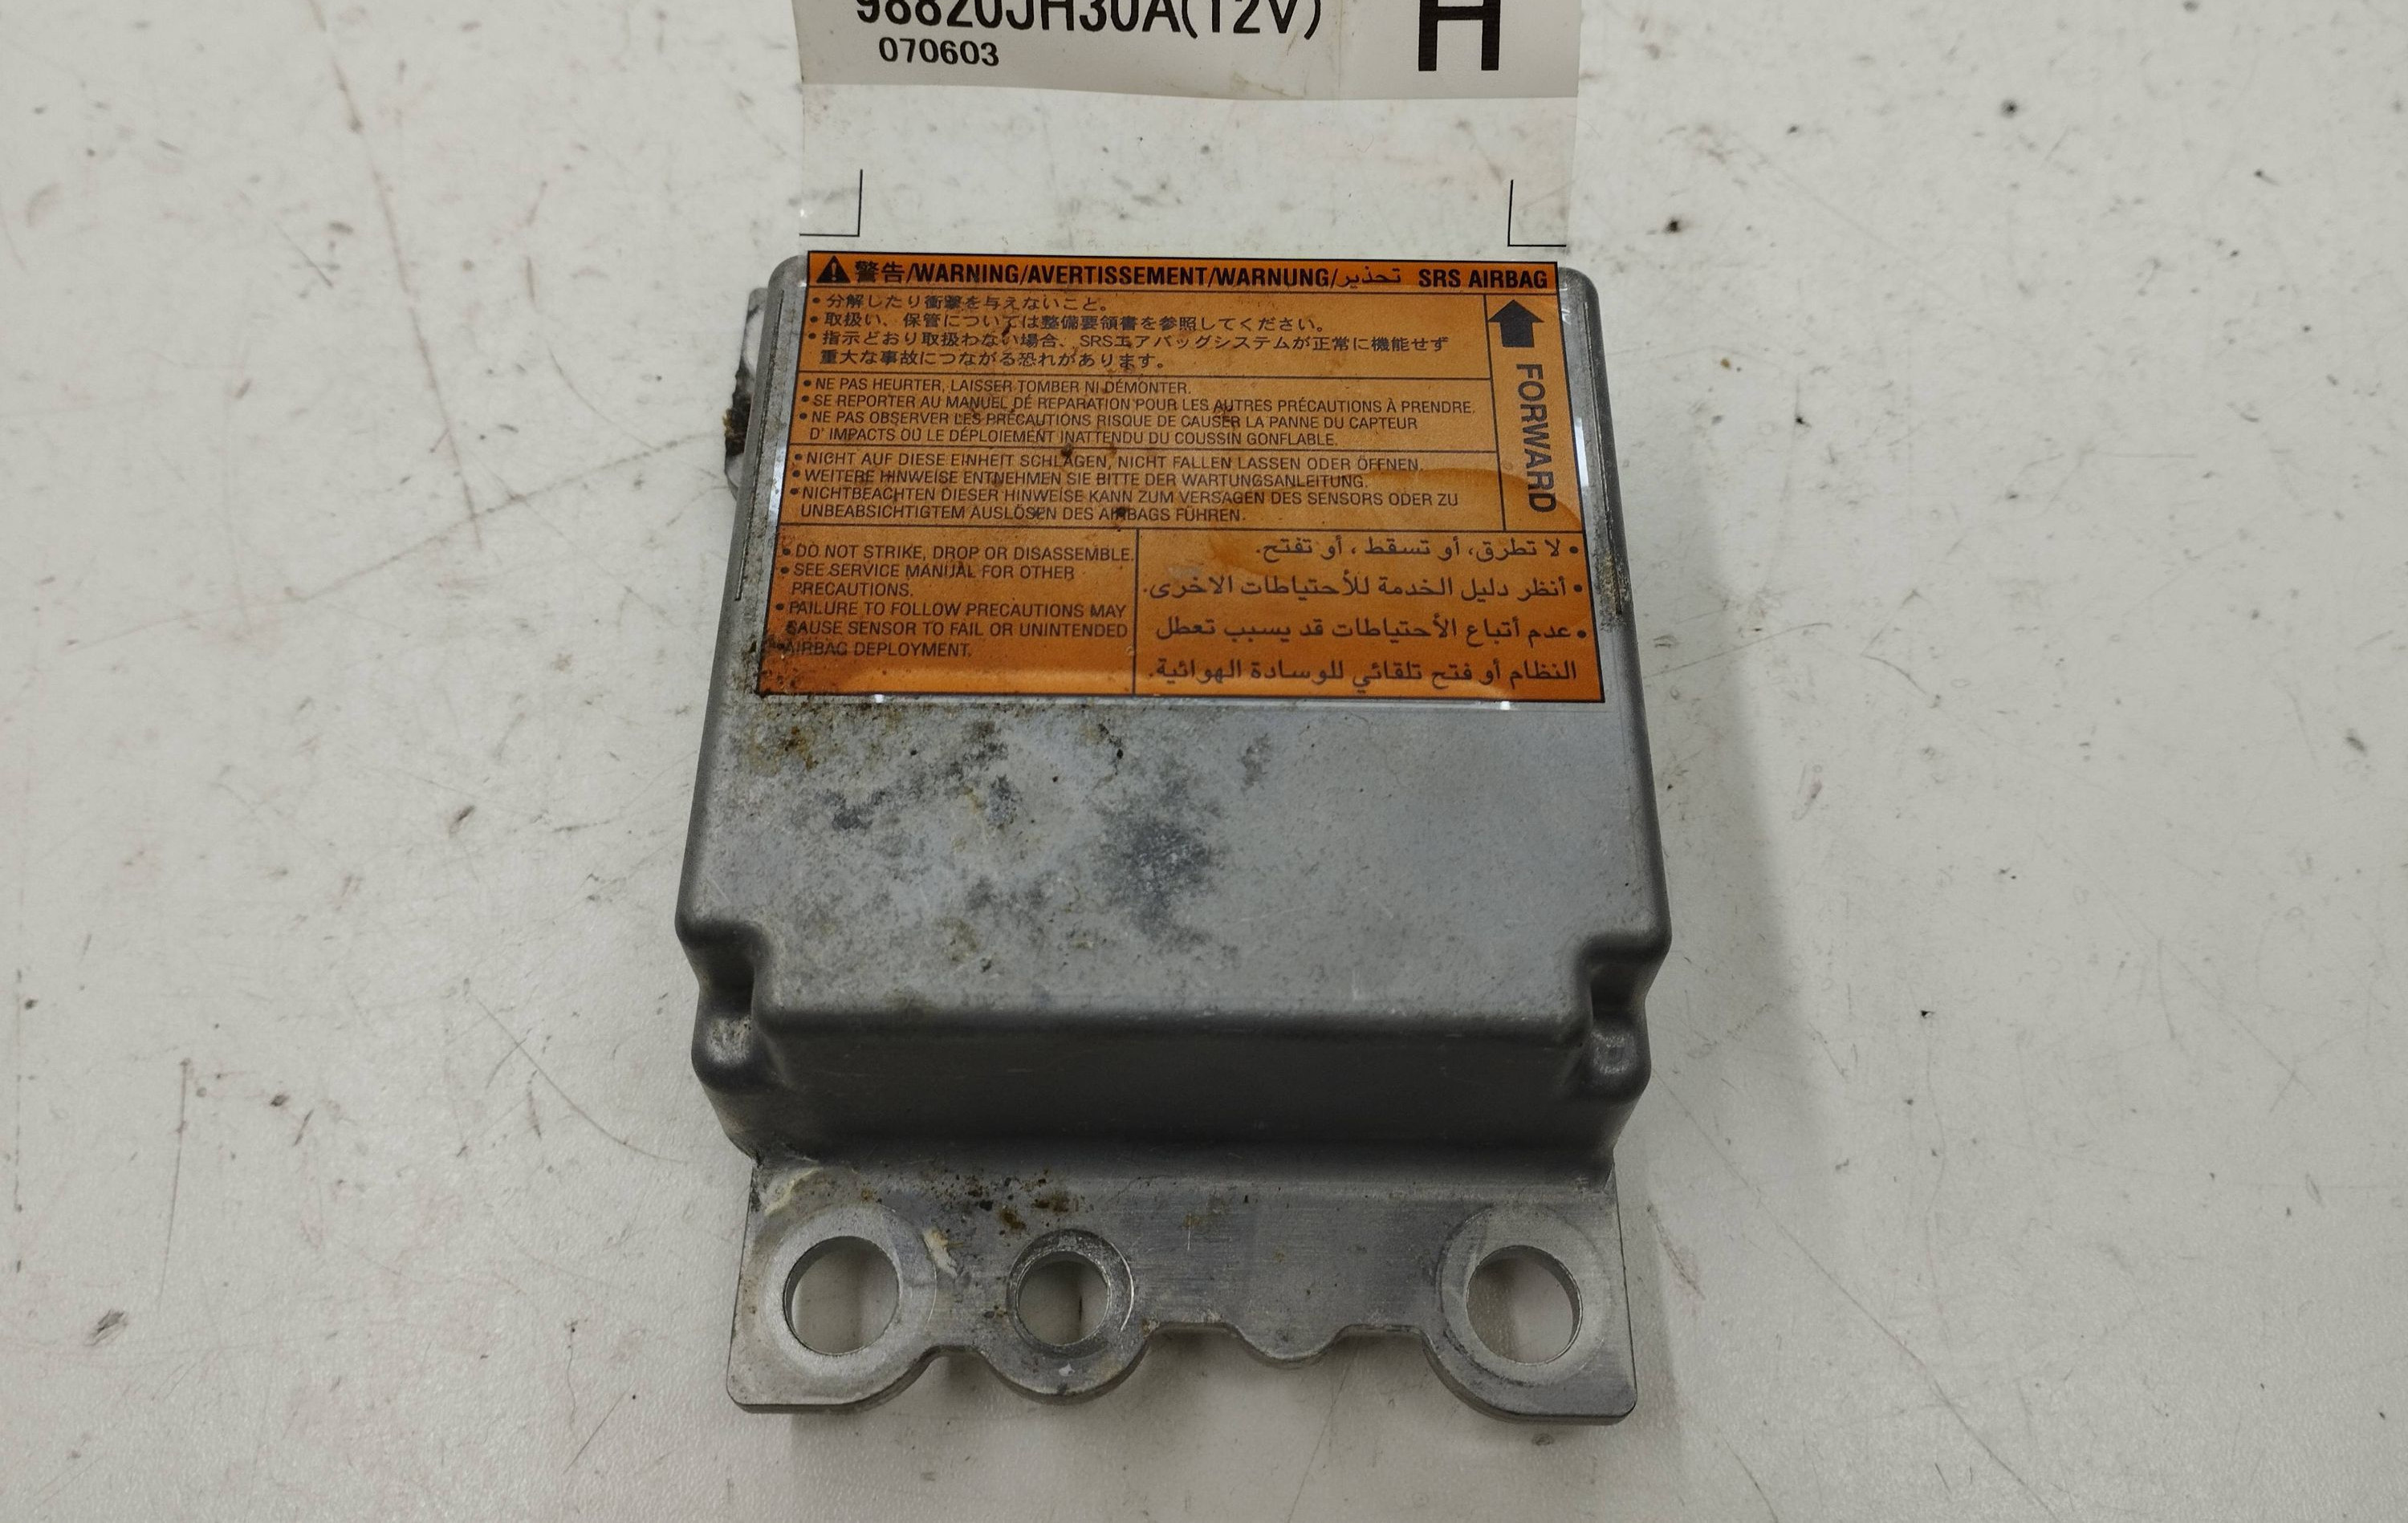 98820JH30A(12V)
H
070603
警告/WARNING/AVERTISSEMENT/WARNUNG/تحذير SRS AIRBAG
• 分解したり衝撃を与えないこと。
• 取扱い、保管については整備要領書を参照してください。
• 指示どおり取扱わない場合、SRSエアバッグシステムが正常に機能せず
重大な事故につながる恐れがあります。
FORWARD
• NE PAS HEURTER, LAISSER TOMBER NI DÉMONTER.
• SE REPORTER AU MANUEL DÉ REPARATION POUR LES AUTRES PRÉCAUTIONS À PRENDRE.
• NE PAS OBSERVER LES PRÉCAUTIONS RISQUE DE CAUSER LA PANNE DU CAPTEUR
D' IMPACTS OU LE DÉPLOIEMENT INATTENDU DU COUSSIN GONFLABLE.
• NICHT AUF DIESE EINHEIT SCHLAGEN, NICHT FALLEN LASSEN ODER ÖFFNEN.
• WEITERE HINWEISE ENTNEHMEN SIE BITTE DER WARTUNGSANLEITUNG.
• NICHTBEACHTEN DIESER HINWEISE KANN ZUM VERSAGEN DES SENSORS ODER ZU
UNBEABSICHTIGTEM AUSLÖSEN DES AIRBAGS FÜHREN.
• DO NOT STRIKE, DROP OR DISASSEMBLE.
• SEE SERVICE MANUAL FOR OTHER
PRECAUTIONS.
• FAILURE TO FOLLOW PRECAUTIONS MAY
CAUSE SENSOR TO FAIL OR UNINTENDED
AIRBAG DEPLOYMENT.
• لا تطرق، أو تسقط ، أو تفتح.
• أنظر دليل الخدمة للأحتياطات الاخرى.
• عدم أتباع الأحتياطات قد يسبب تعطل
النظام أو فتح تلقائي للوسادة الهوائية.